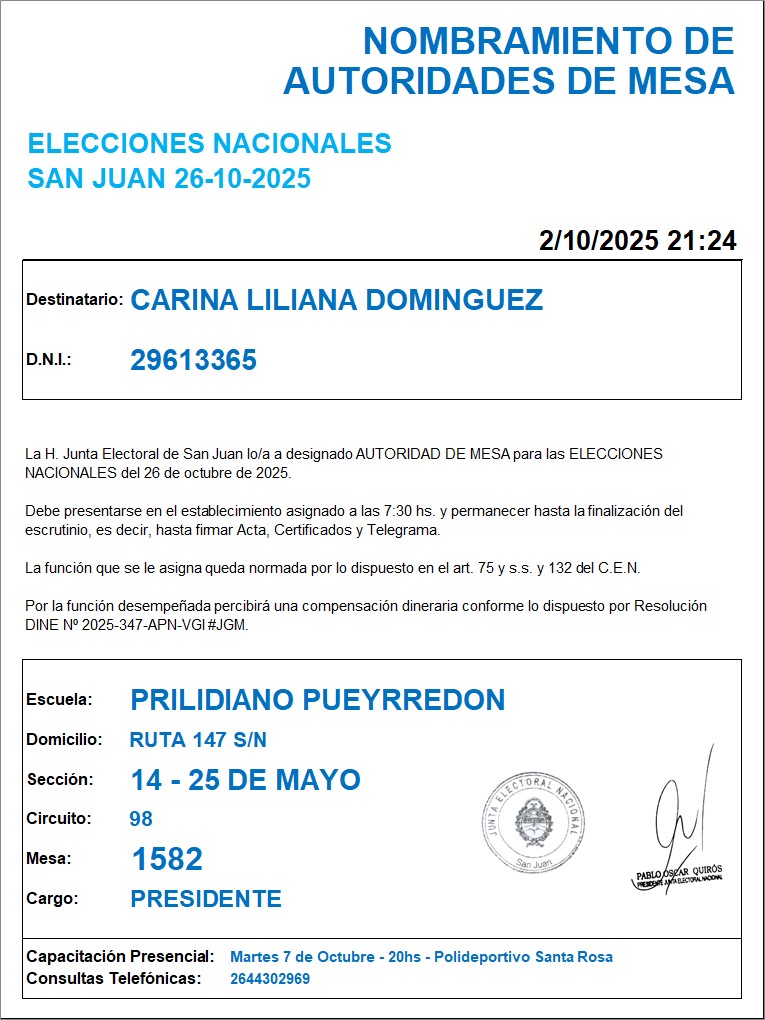 NOMBRAMIENTO DE
AUTORIDADES DE MESA
ELECCIONES NACIONALES
SAN JUAN 26-10-2025
2/10/2025 21:24
Destinatario: CARINA LILIANA DOMINGUEZ
D.N.I.: 29613365
La H. Junta Electoral de San Juan lo/a a designado AUTORIDAD DE MESA para las ELECCIONES
NACIONALES del 26 de octubre de 2025.
Debe presentarse en el establecimiento asignado a las 7:30 hs. y permanecer hasta la finalización del
escrutinio, es decir, hasta firmar Acta, Certificados y Telegrama.
La función que se le asigna queda normada por lo dispuesto en el art. 75 y s.s. y 132 del C.E.N.
Por la función desempeñada percibirá una compensación dineraria conforme lo dispuesto por Resolución
DINE Nº 2025-347-APN-VGI#JGM.
Escuela: PRILIDIANO PUEYRREDON
Domicilio: RUTA 147 S/N
Sección: 14 - 25 DE MAYO
Circuito: 98
Mesa: 1582
Cargo: PRESIDENTE
JUNTA ELECTORAL NACIONAL
San Juan
PABLO OSCAR QUIRÓS
PRESIDENTE JUNTA ELECTORAL NACIONAL
Capacitación Presencial: Martes 7 de Octubre - 20hs - Polideportivo Santa Rosa
Consultas Telefónicas: 2644302969